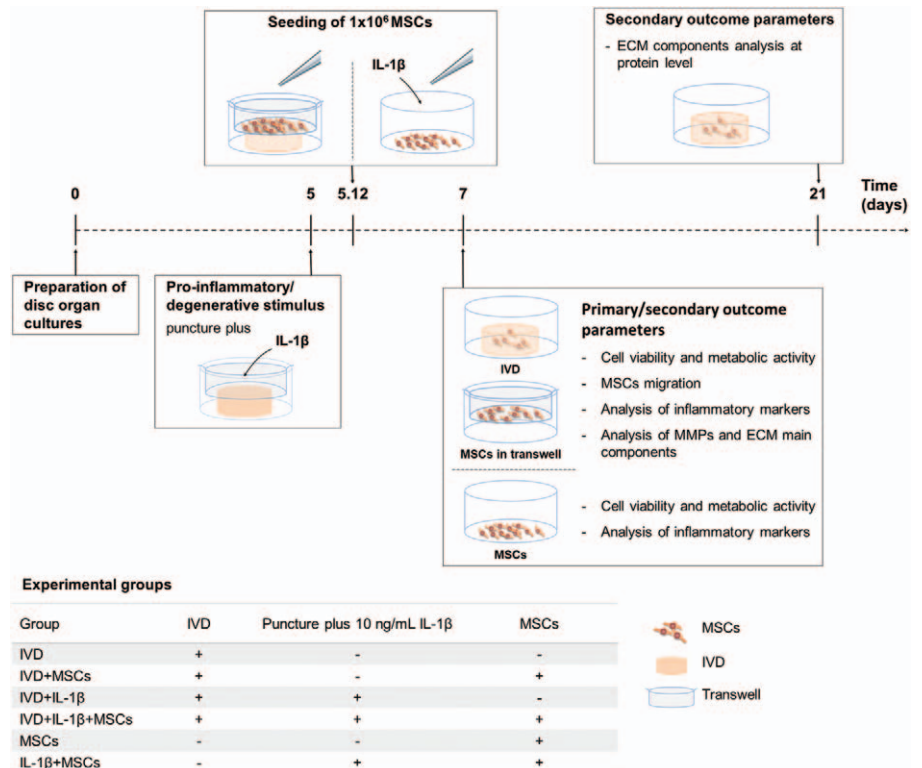 Seeding of 1x10⁶ MSCs
IL-1β
Secondary outcome parameters
- ECM components analysis at
protein level
0
5
5.12
7
21
Time
(days)
Preparation of
disc organ
cultures
Pro-inflammatory/
degenerative stimulus
puncture plus
IL-1β
IVD
MSCs in transwell
Primary/secondary outcome
parameters
- Cell viability and metabolic activity
- MSCs migration
- Analysis of inflammatory markers
- Analysis of MMPs and ECM main
components
MSCs
- Cell viability and metabolic activity
- Analysis of inflammatory markers
Experimental groups
Group IVD Puncture plus 10 ng/mL IL-1β MSCs
IVD + - -
IVD+MSCs + - +
IVD+IL-1β + + -
IVD+IL-1β+MSCs + + +
MSCs - - +
IL-1β+MSCs - + +
MSCs
IVD
Transwell